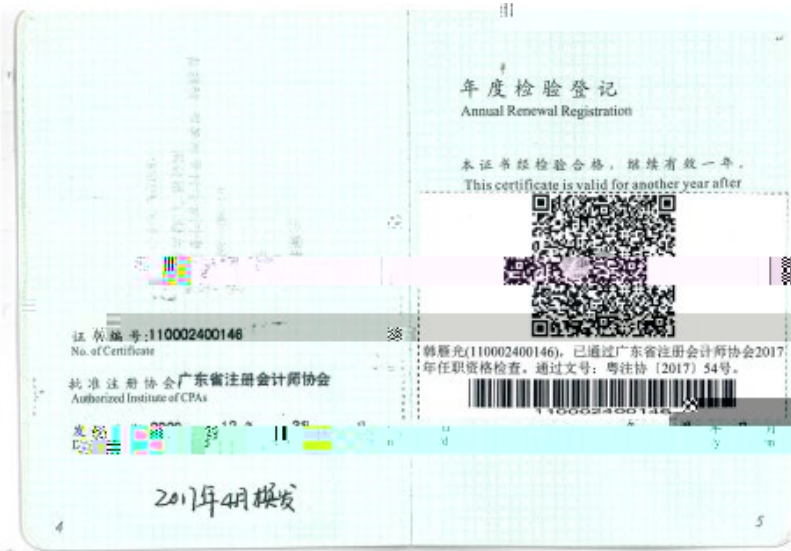 证书编号:110002400146
No. of Certificate
批准注册协会广东省注册会计师协会
Authorized Institute of CPAs
2017年4月换发
4
年度检验登记
Annual Renewal Registration
本证书经检验合格，继续有效一年。
This certificate is valid for another year after
韩雁光(110002400146)，已通过广东省注册会计师协会2017
年任职资格检查。通过文号：粤注协〔2017〕54号。
110002400146
5